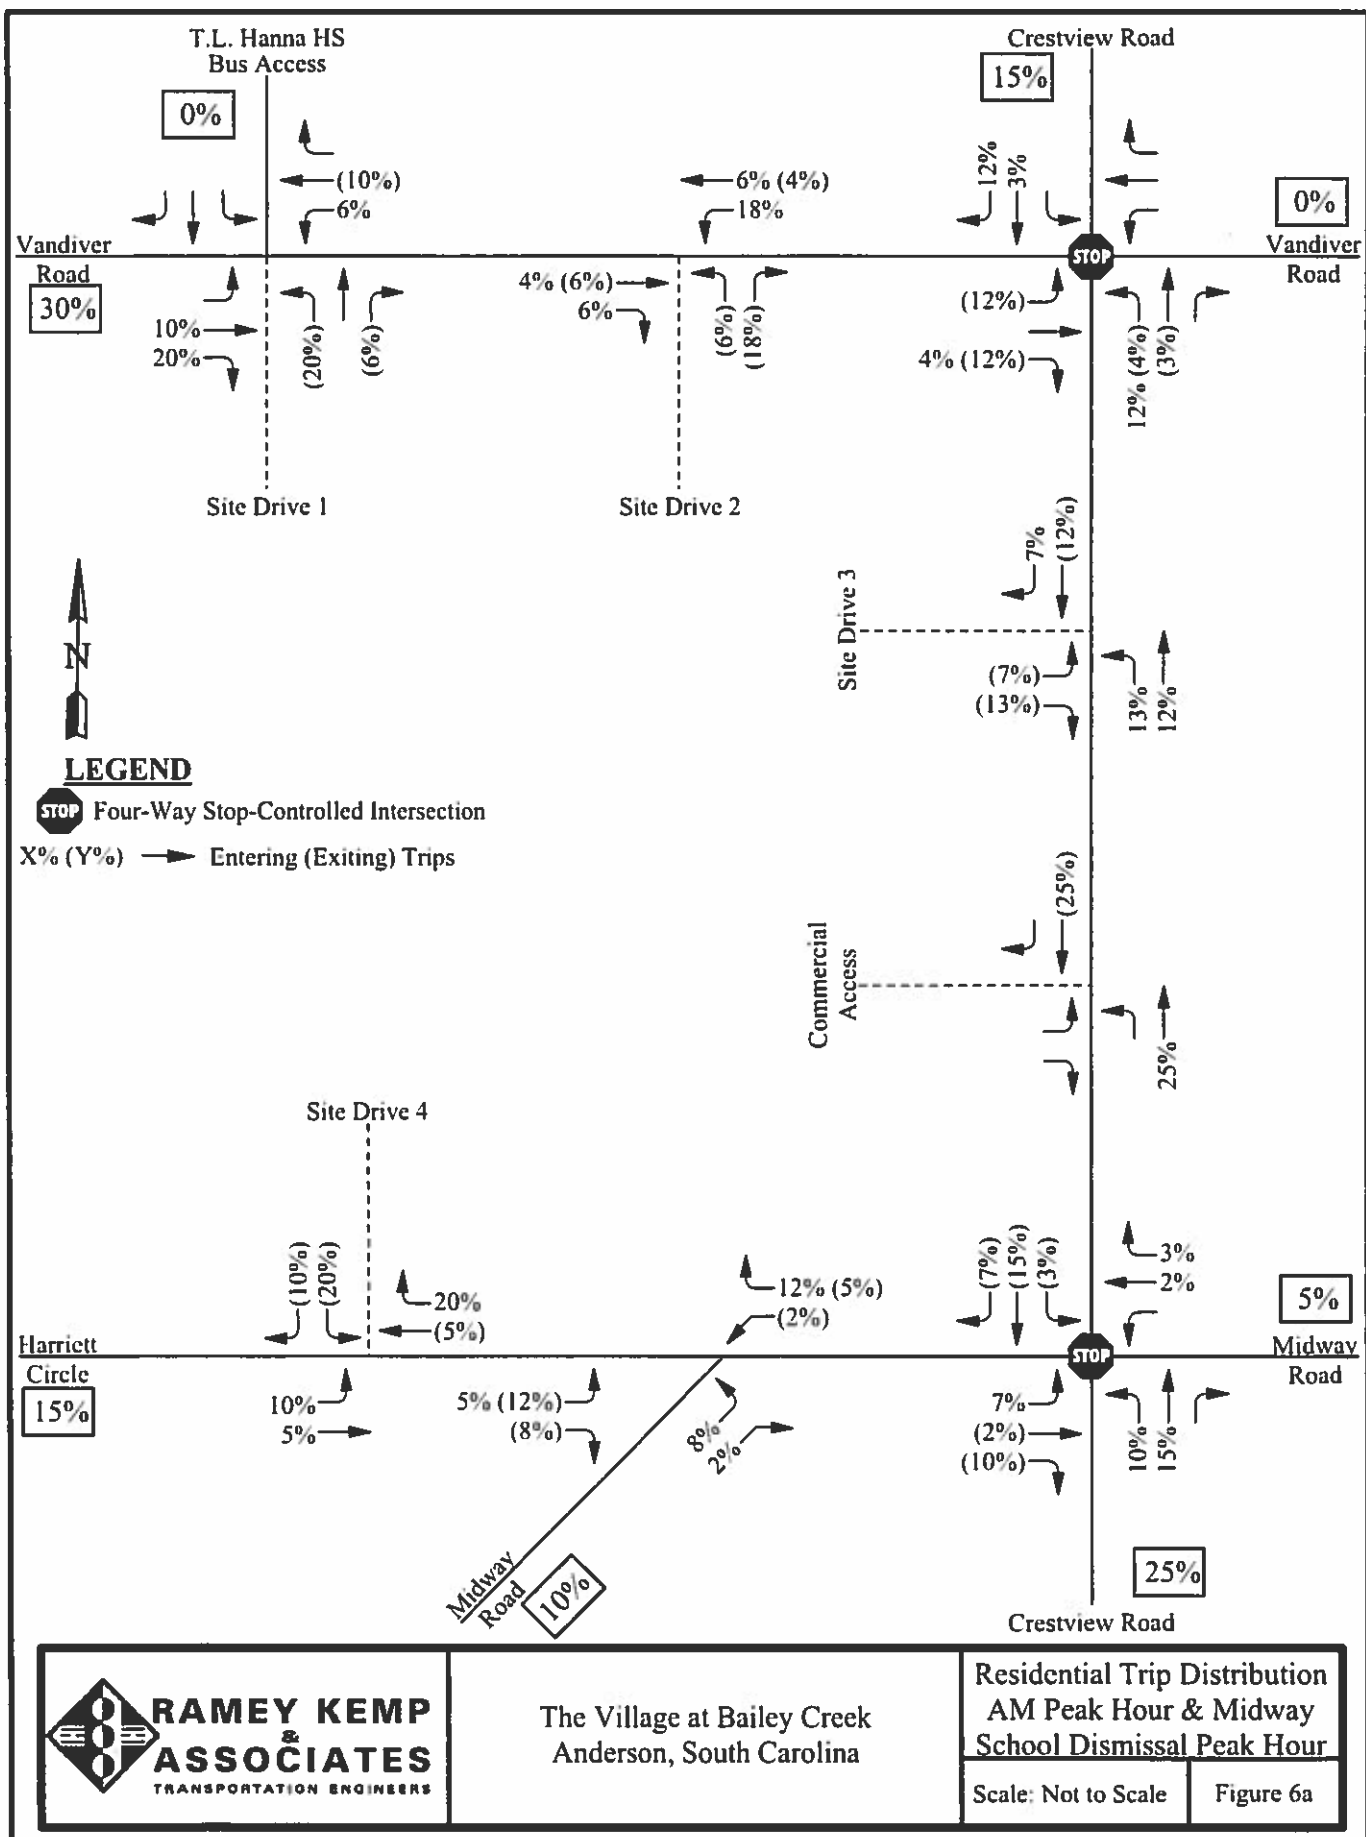 T.L. Hanna HS
Bus Access
0%
(10%)
6%
6% (4%)
18%
Crestview Road
15%
12%
3%
0%
Vandiver
Road
30%
10%
20%
(20%)
(6%)
4% (6%)
6%
(6%)
(18%)
STOP
Vandiver
Road
(12%)
4% (12%)
12% (4%)
(3%)
Site Drive 1
Site Drive 2
7%
(12%)
Site Drive 3
(7%)
(13%)
13%
12%
N
LEGEND
STOP Four-Way Stop-Controlled Intersection
X% (Y%) Entering (Exiting) Trips
(25%)
Commercial
Access
25%
Site Drive 4
(10%)
(20%)
20%
(5%)
12% (5%)
(2%)
(7%)
(15%)
(3%)
3%
2%
5%
Harriett
Circle
15%
10%
5%
5% (12%)
(8%)
8%
2%
STOP
Midway
Road
7%
(2%)
(10%)
10%
15%
Midway
Road
10%
25%
Crestview Road
RAMEY KEMP
&
ASSOCIATES
TRANSPORTATION ENGINEERS
The Village at Bailey Creek
Anderson, South Carolina
Residential Trip Distribution
AM Peak Hour & Midway
School Dismissal Peak Hour
Scale: Not to Scale
Figure 6a